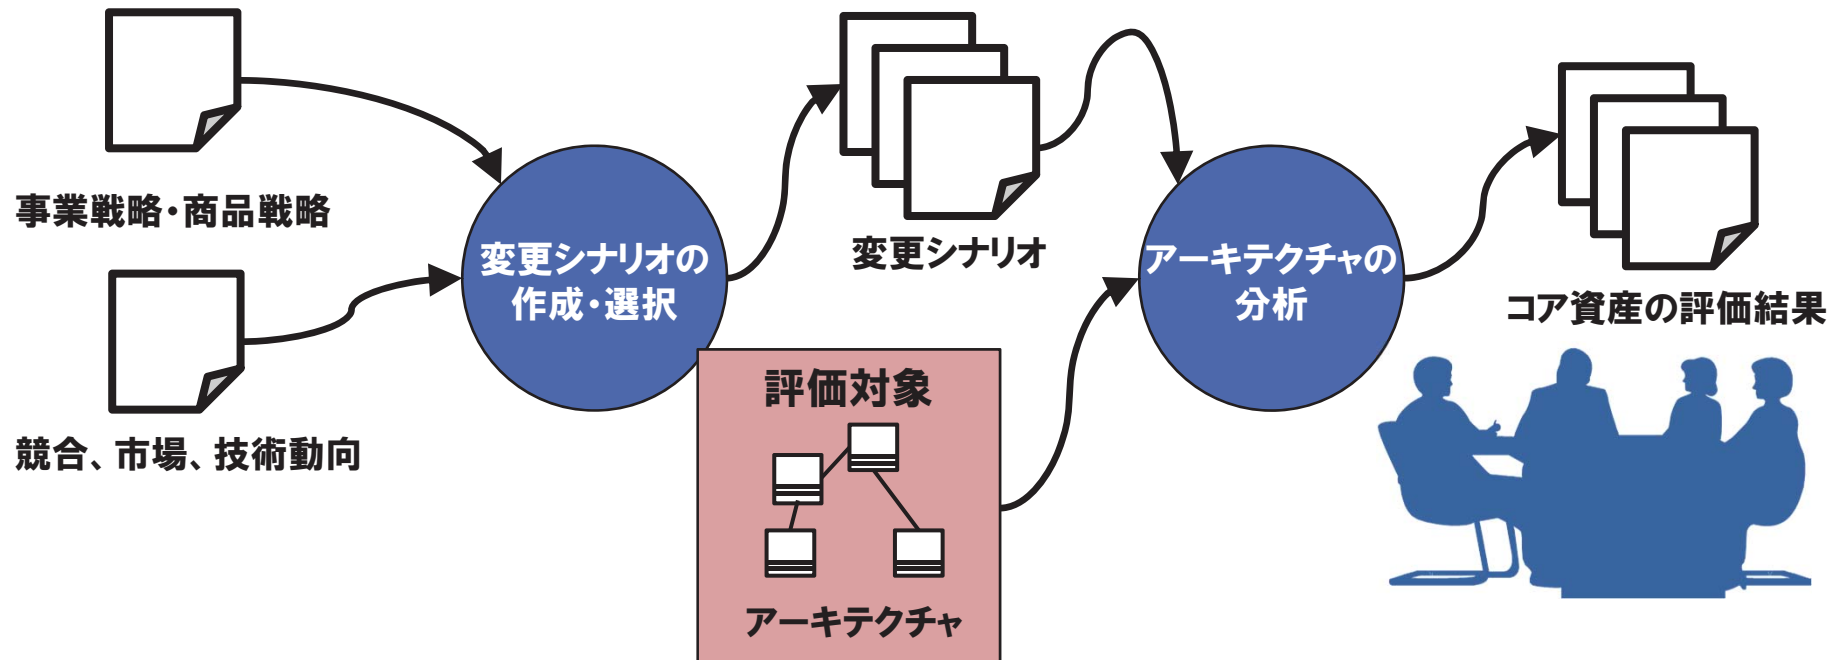 事業戦略・商品戦略
競合、市場、技術動向
変更シナリオの
作成・選択
変更シナリオ
評価対象
アーキテクチャ
アーキテクチャの
分析
コア資産の評価結果